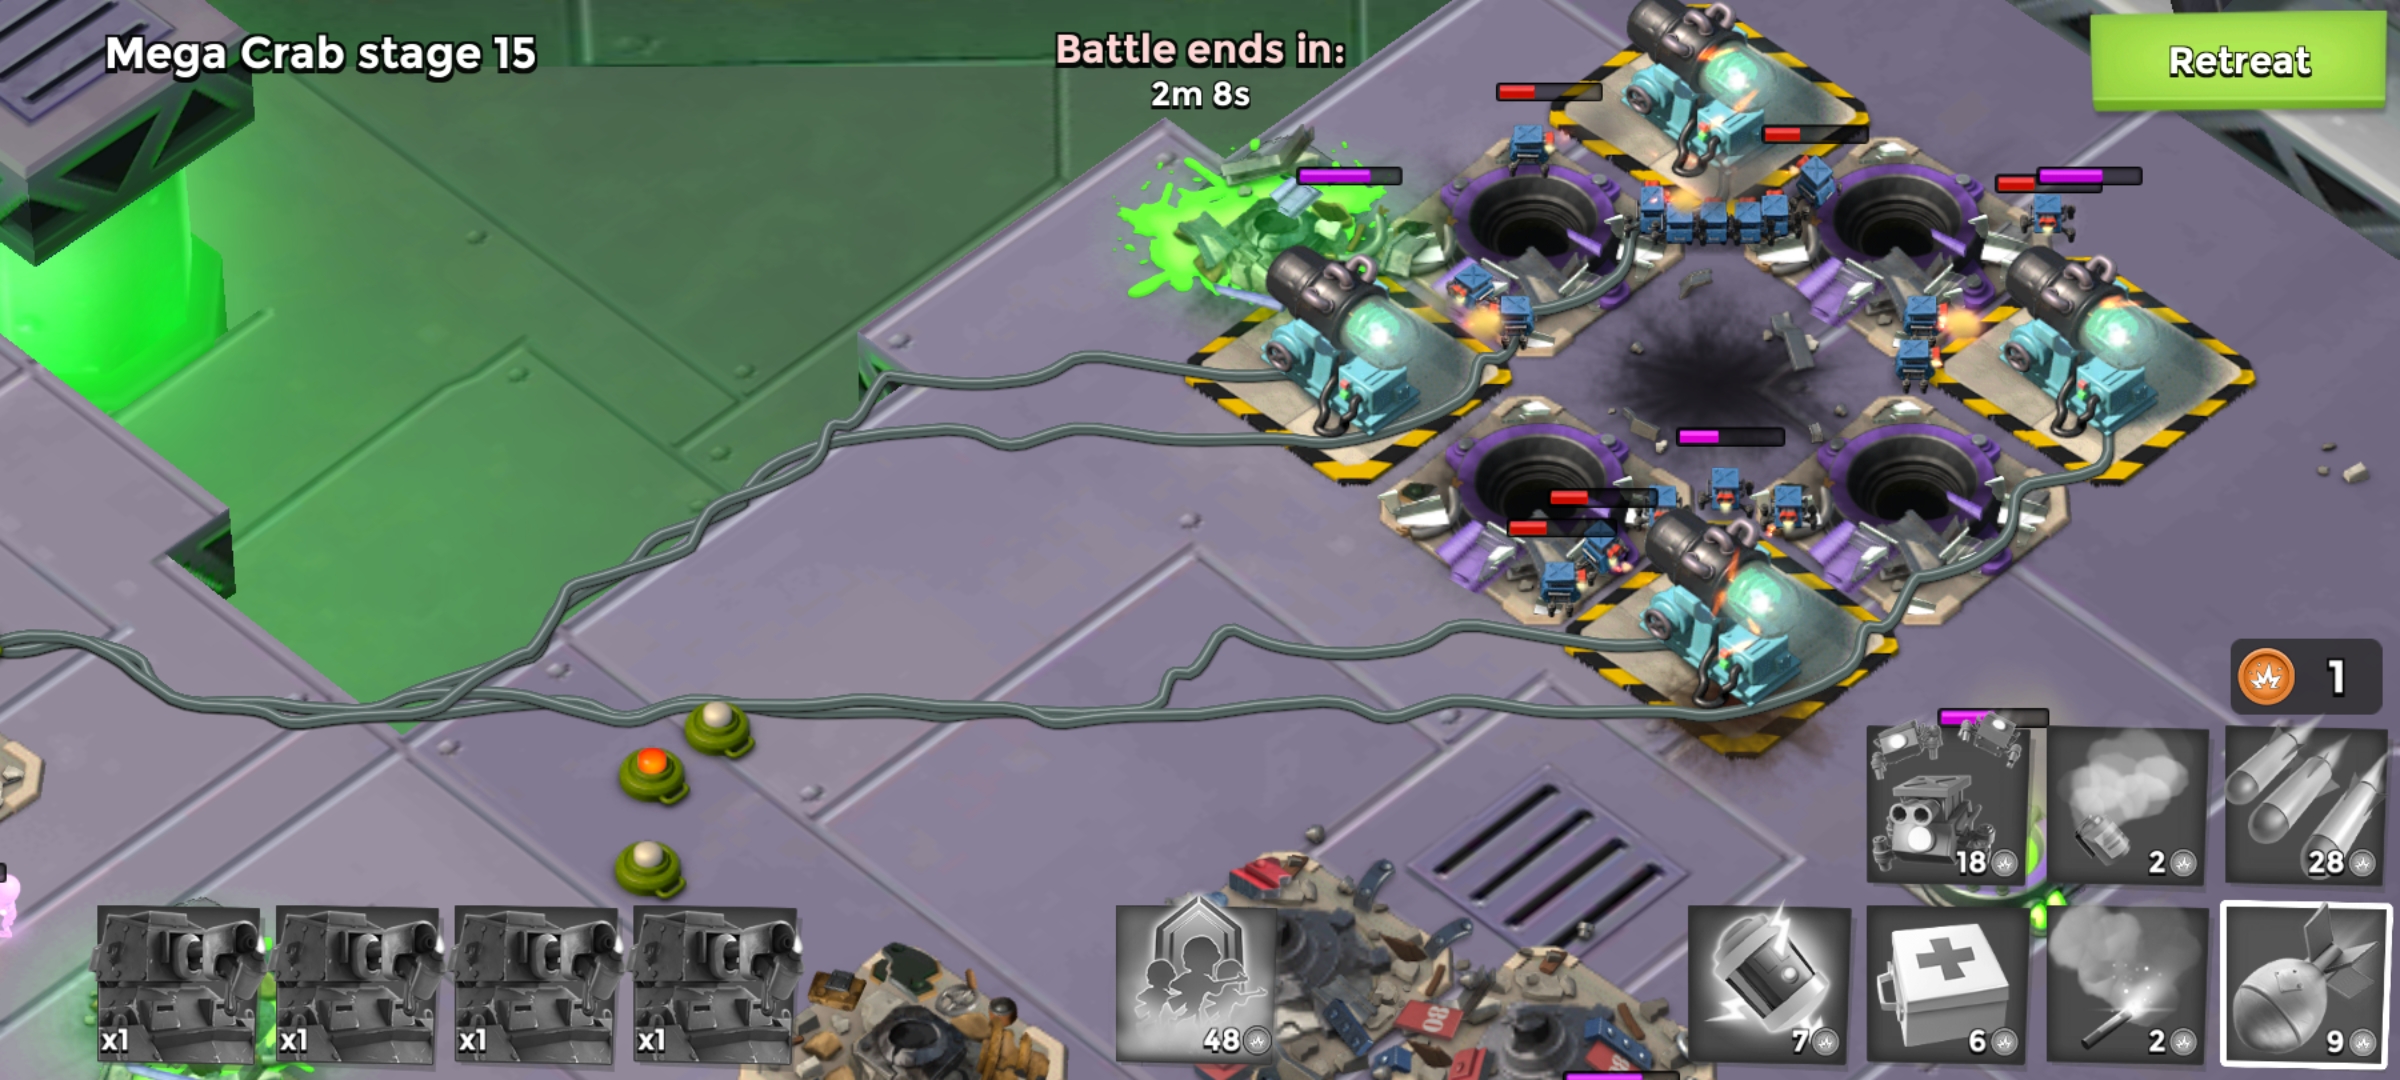 Mega Crab stage 15
Battle ends in:
2m 8s
Retreat
1
18
2
28
x1
x1
x1
x1
48
7
6
2
9